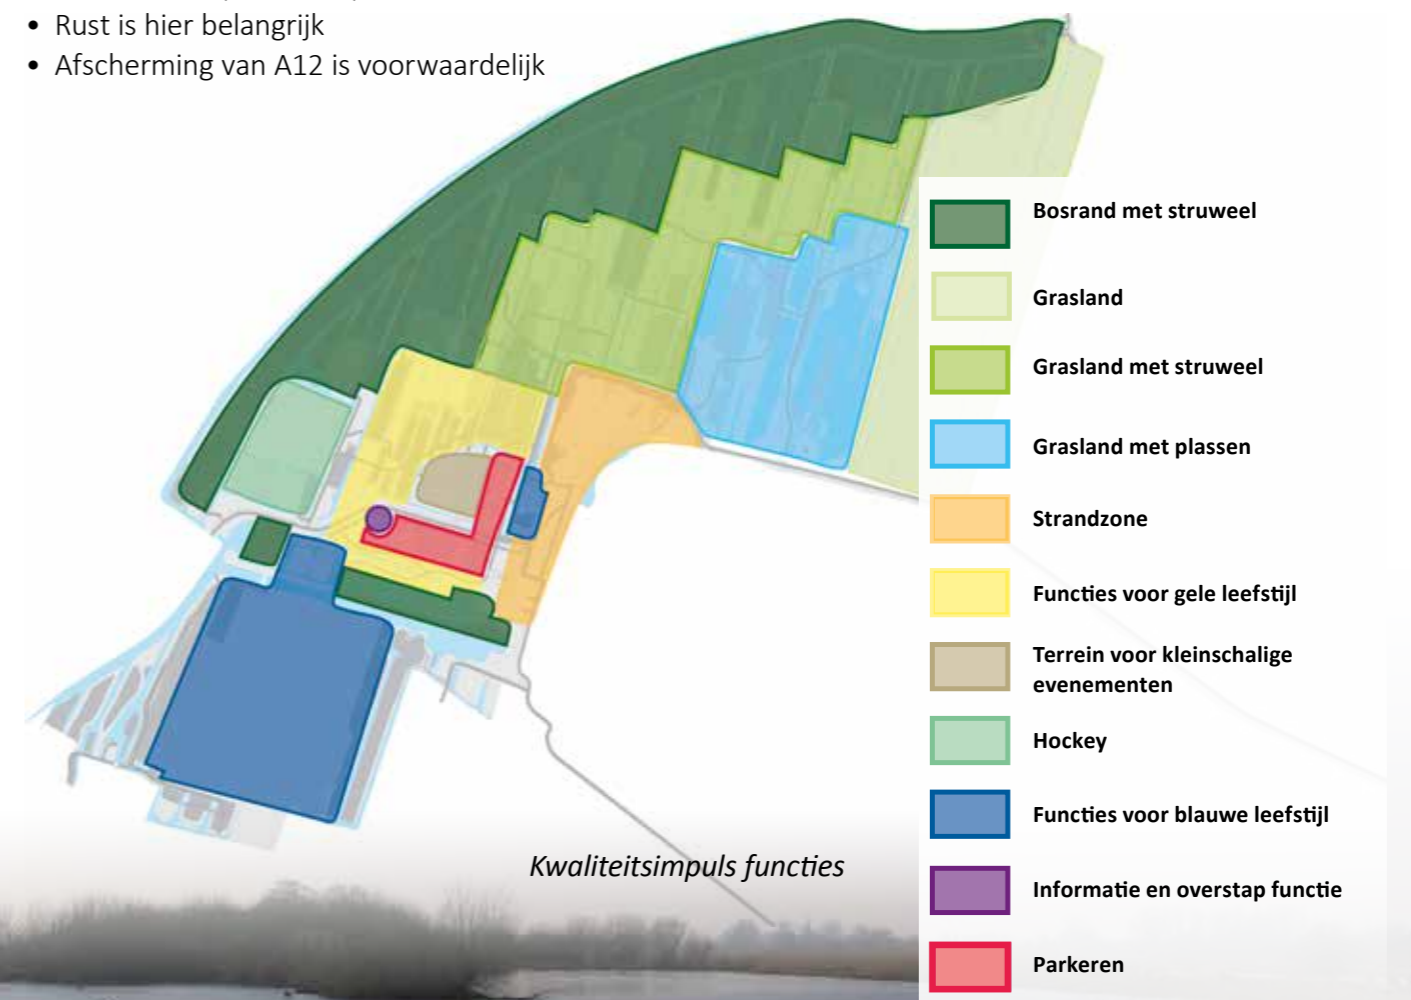 • Rust is hier belangrijk
• Afscherming van A12 is voorwaardelijk
Bosrand met struweel
Grasland
Grasland met struweel
Grasland met plassen
Strandzone
Functies voor gele leefstijl
Terrein voor kleinschalige
evenementen
Hockey
Functies voor blauwe leefstijl
Informatie en overstap functie
Parkeren
Kwaliteitsimpuls functies